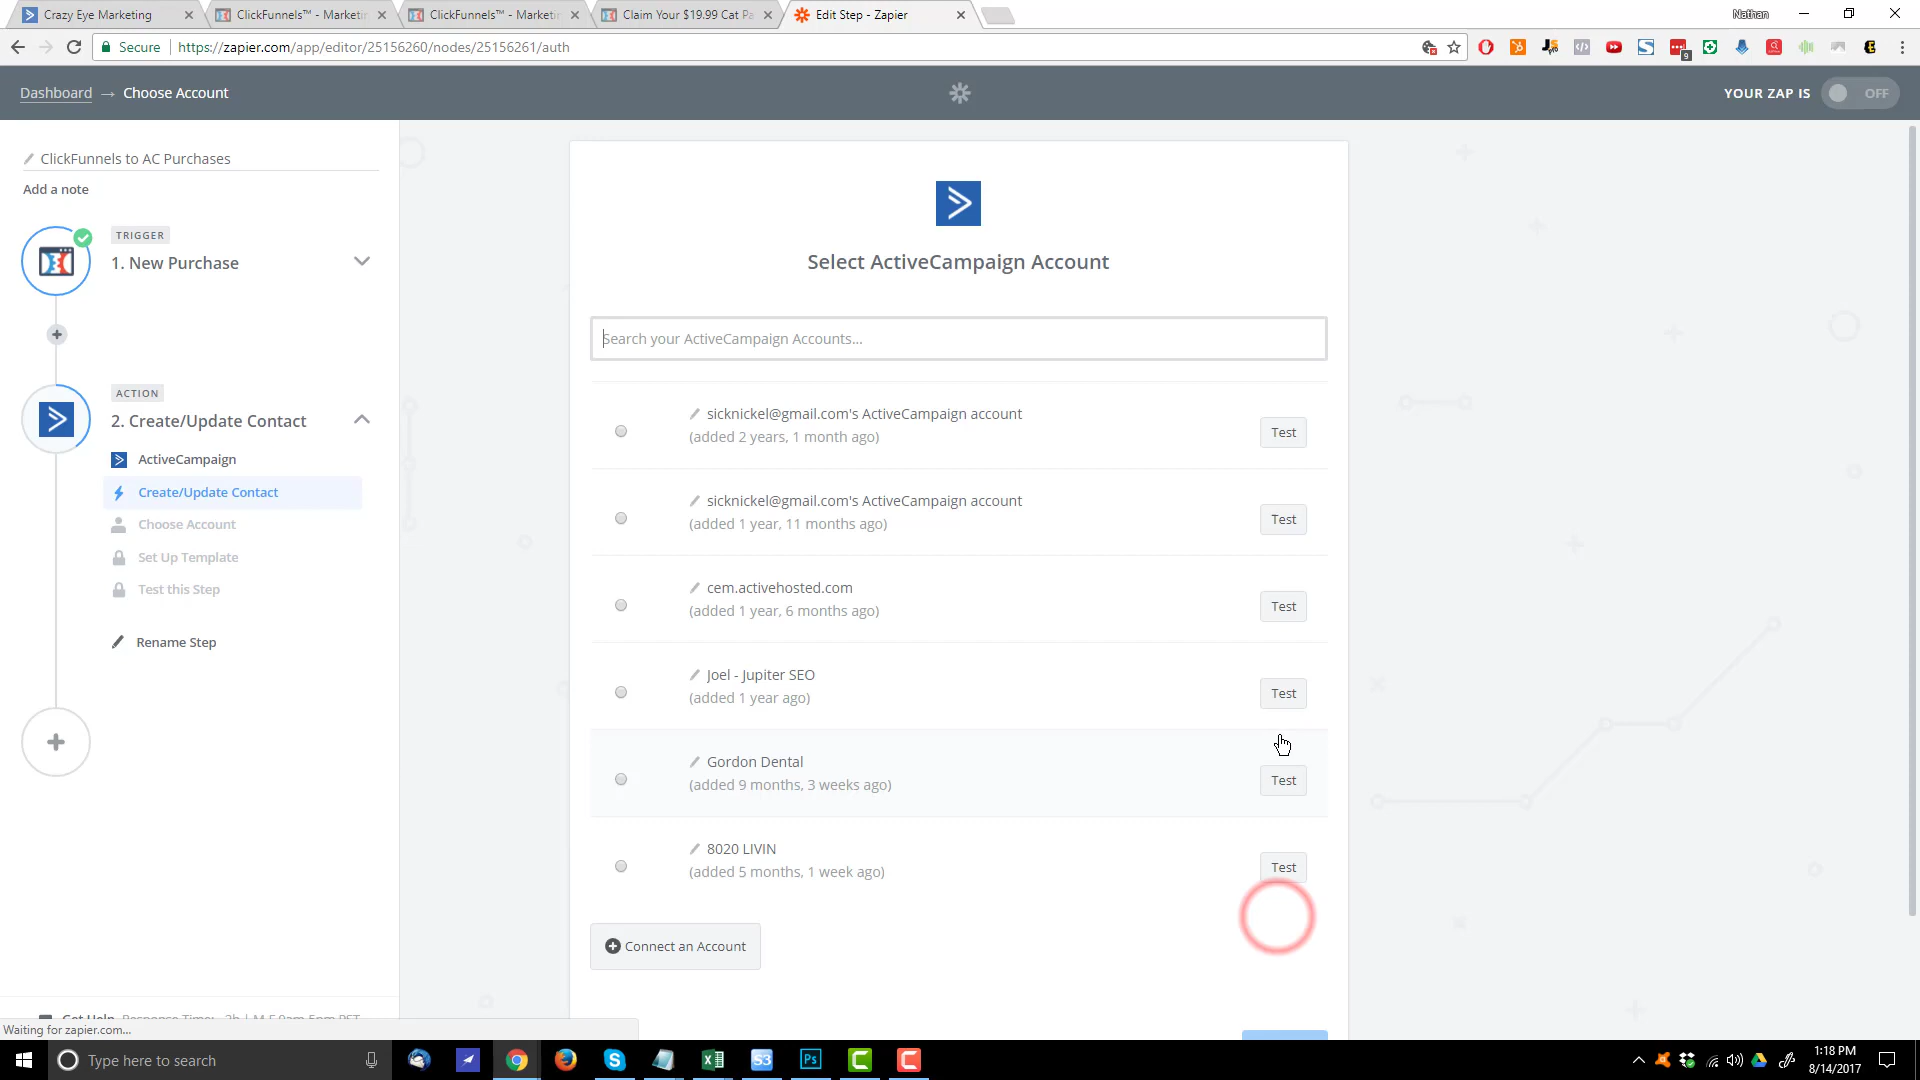 Crazy Eye Marketing
ClickFunnels™ - Marketin
ClickFunnels™ - Marketin
Claim Your $19.99 Cat Pa
Edit Step - Zapier
Nathan
Secure
https://zapier.com/app/editor/25156260/nodes/25156261/auth
9
Dashboard → Choose Account
YOUR ZAP IS
OFF
ClickFunnels to AC Purchases
Add a note
TRIGGER
1. New Purchase
ACTION
2. Create/Update Contact
ActiveCampaign
Create/Update Contact
Choose Account
Set Up Template
Test this Step
Rename Step
Select ActiveCampaign Account
Search your ActiveCampaign Accounts...
sicknickel@gmail.com's ActiveCampaign account
(added 2 years, 1 month ago)
Test
sicknickel@gmail.com's ActiveCampaign account
(added 1 year, 11 months ago)
Test
cem.activehosted.com
(added 1 year, 6 months ago)
Test
Joel - Jupiter SEO
(added 1 year ago)
Test
Gordon Dental
(added 9 months, 3 weeks ago)
Test
8020 LIVIN
(added 5 months, 1 week ago)
Test
Connect an Account
Waiting for zapier.com...
Type here to search
S3
Ps
1:18 PM
8/14/2017